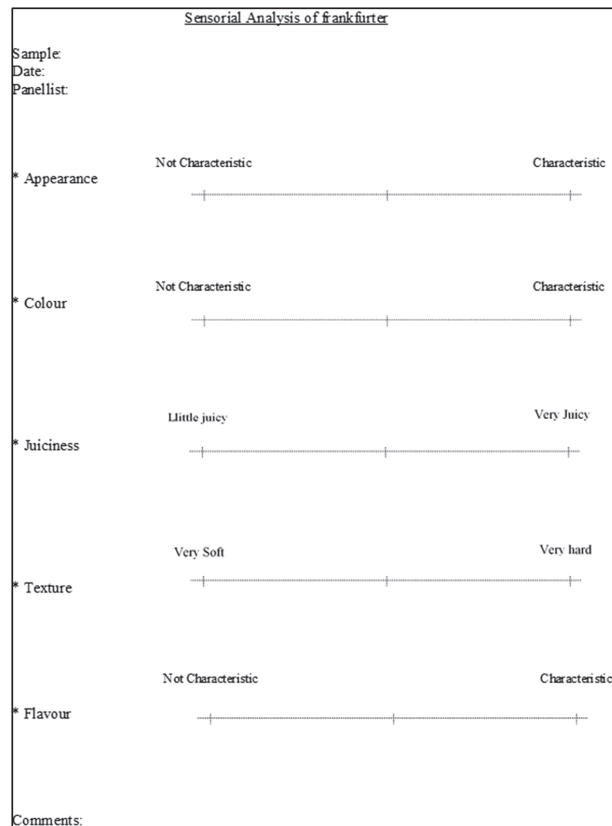 Sensorial Analysis of frankfurter
Sample:
Date:
Panellist:
Not Characteristic Characteristic
* Appearance
Not Characteristic Characteristic
* Colour
Llittle juicy Very Juicy
* Juiciness
Very Soft Very hard
* Texture
Not Characteristic Characteristic
* Flavour
Comments: